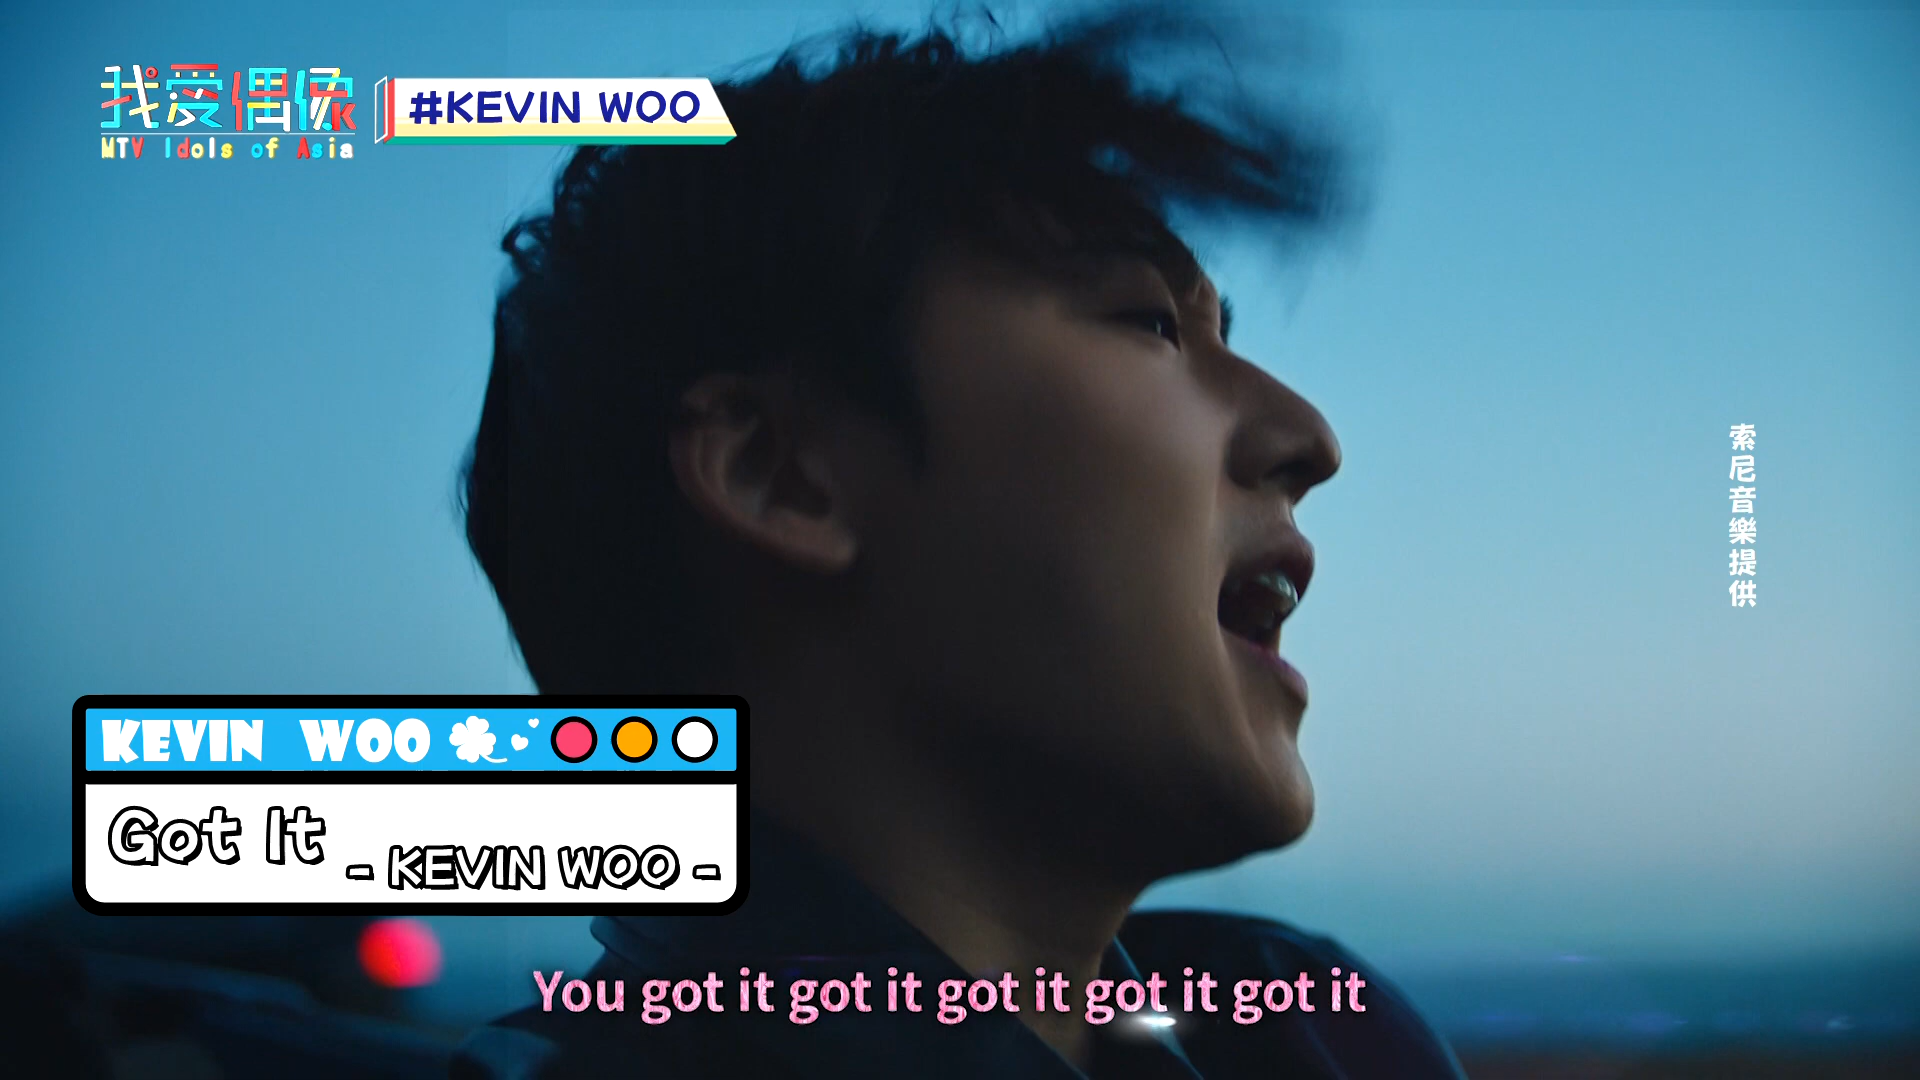 我愛偶像
MTV Idols of Asia
#KEVIN WOO
索尼音樂提供
KEVIN WOO
Got It
- KEVIN WOO -
You got it got it got it got it got it